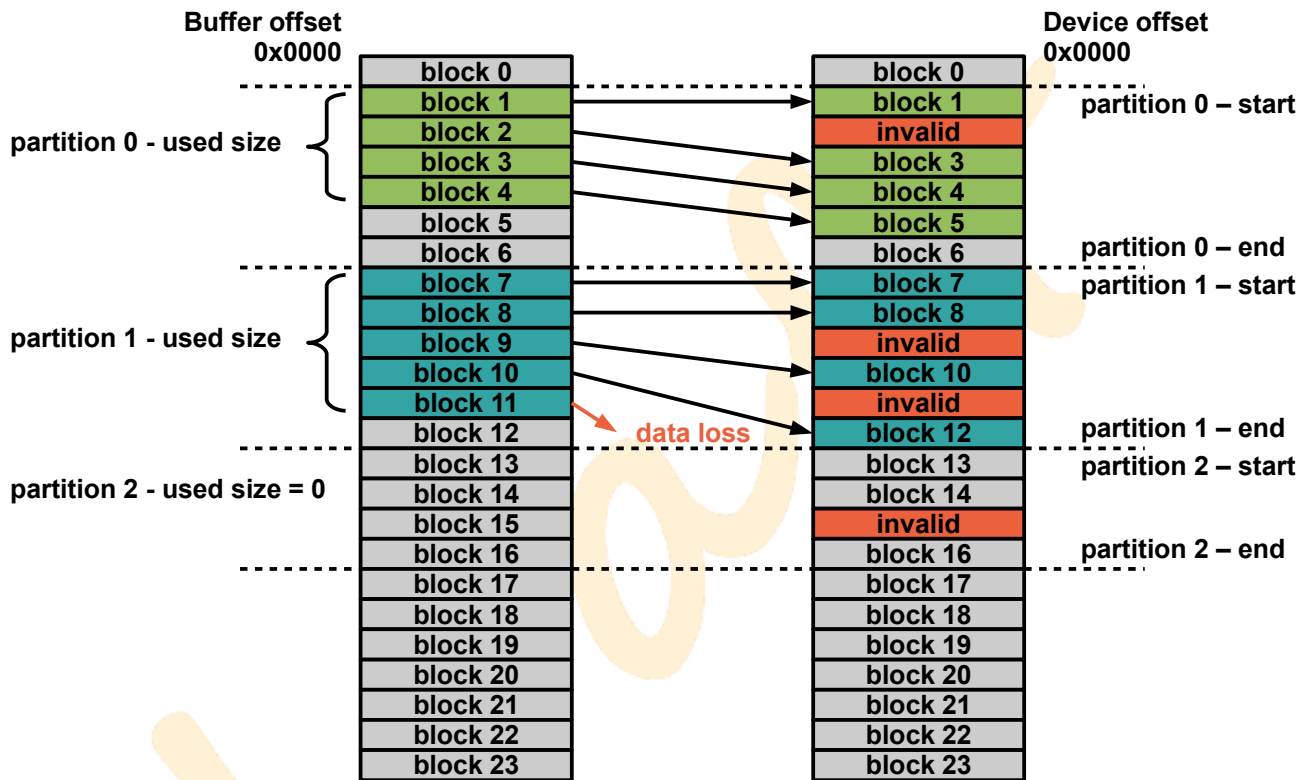 Buffer offset
0x0000
Device offset
0x0000
block 0
block 0
block 1
block 1
partition 0 – start
partition 0 - used size
block 2
invalid
block 3
block 3
block 4
block 4
block 5
block 5
block 6
block 6
partition 0 – end
block 7
block 7
partition 1 – start
block 8
block 8
partition 1 - used size
block 9
invalid
block 10
block 10
block 11
invalid
data loss
block 12
block 12
partition 1 – end
block 13
block 13
partition 2 – start
partition 2 - used size = 0
block 14
block 14
block 15
invalid
block 16
block 16
partition 2 – end
block 17
block 17
block 18
block 18
block 19
block 19
block 20
block 20
block 21
block 21
block 22
block 22
block 23
block 23